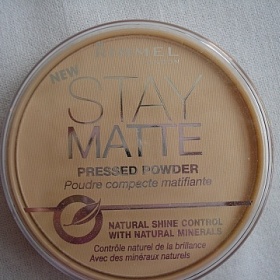 RIMMEL
NEW
STAY
MATTE
PRESSED POWDER
Poudre compacte matifiante
NATURAL SHINE CONTROL
WITH NATURAL MINERALS
Contrôle naturel de la brillance
Avec des minéraux naturels